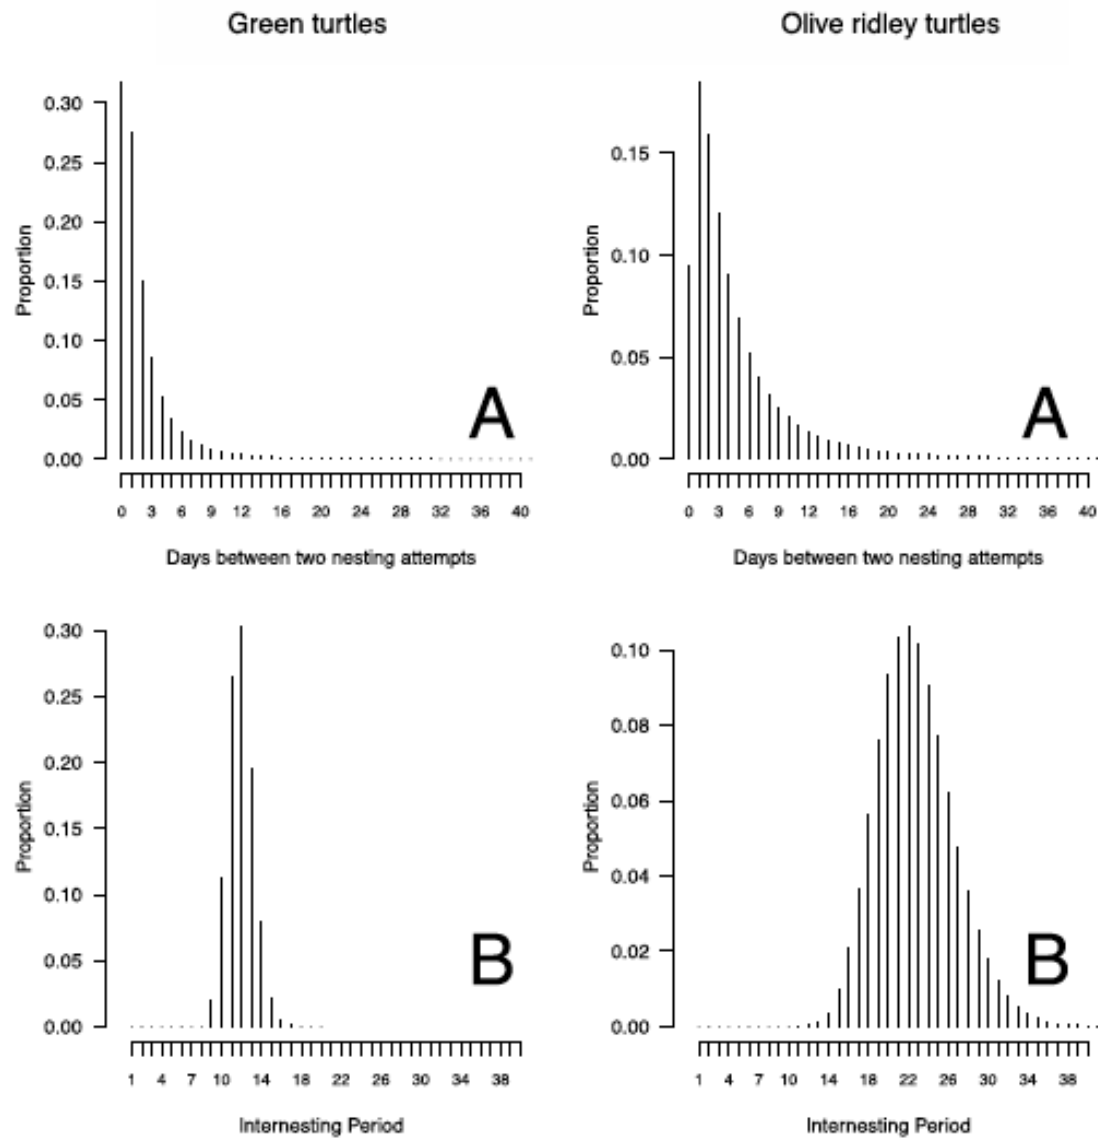 Green turtles
Olive ridley turtles
0.30
0.25
0.20
0.15
0.10
0.05
0.00
Proportion
A
0 3 6 9 12 16 20 24 28 32 36 40
Days between two nesting attempts
0.15
0.10
0.05
0.00
Proportion
A
0 3 6 9 12 16 20 24 28 32 36 40
Days between two nesting attempts
0.30
0.25
0.20
0.15
0.10
0.05
0.00
Proportion
B
1 4 7 10 14 18 22 26 30 34 38
Internesting Period
0.10
0.08
0.06
0.04
0.02
0.00
Proportion
B
1 4 7 10 14 18 22 26 30 34 38
Internesting Period